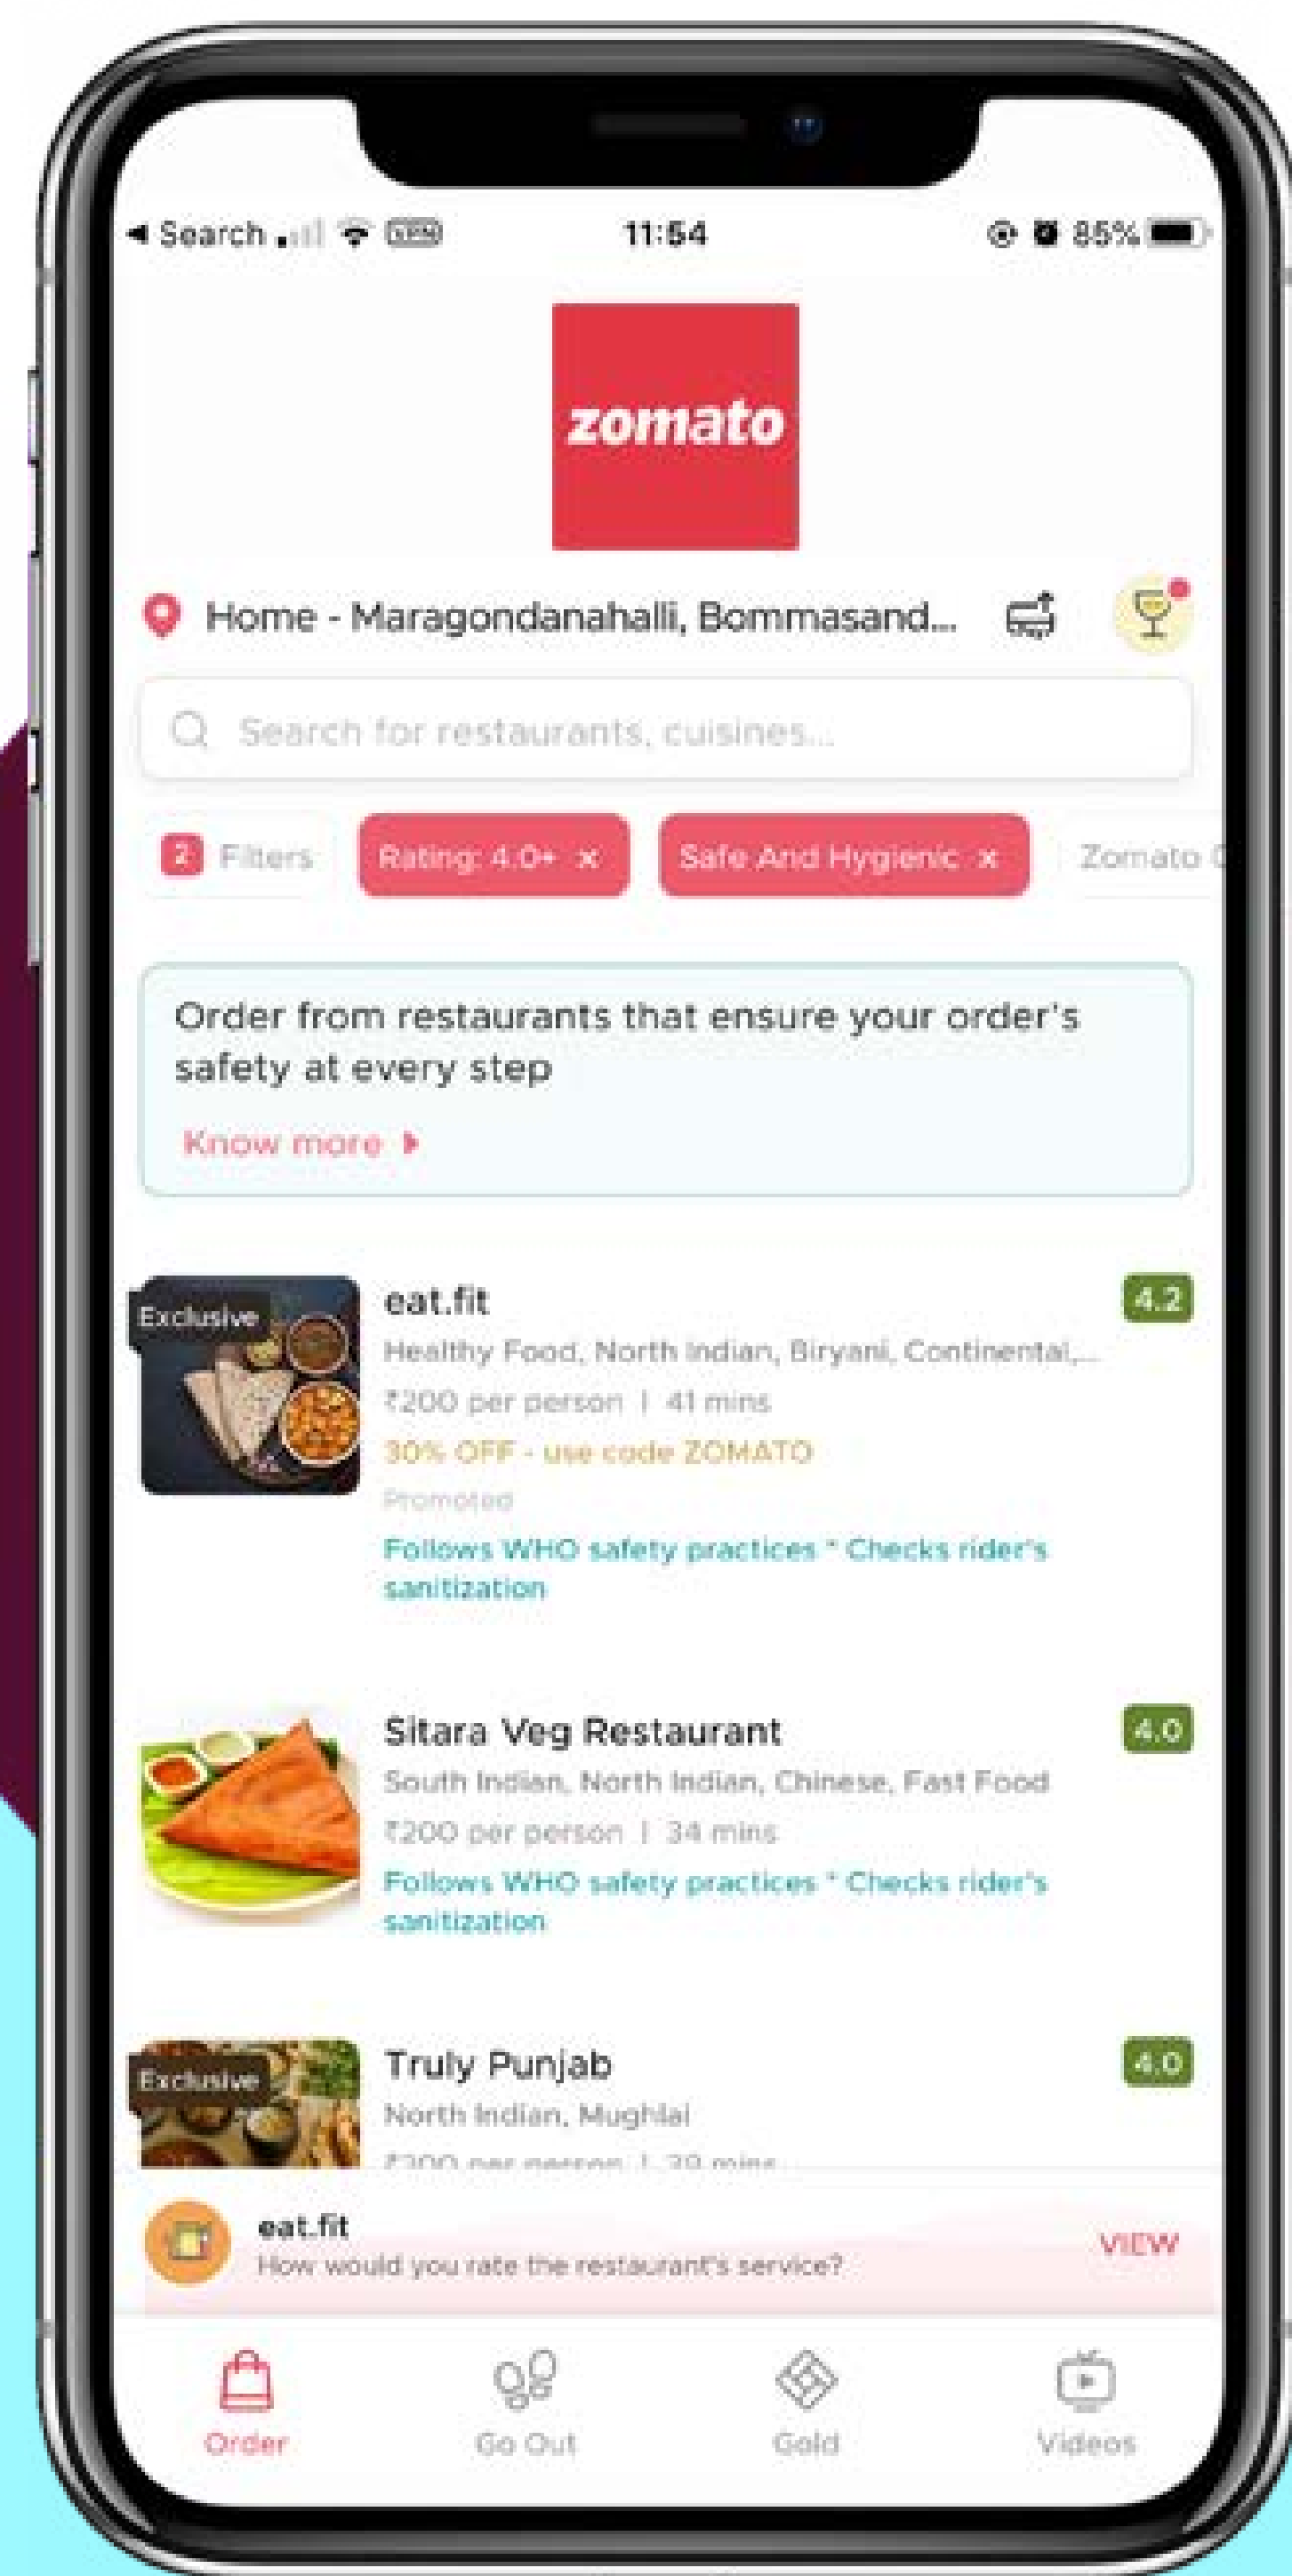 Search VPN 11:54 85%
zomato
Home - Maragondanahalli, Bommasand...
Search for restaurants, cuisines...
2 Filters Rating: 4.0+ × Safe And Hygienic × Zomato
Order from restaurants that ensure your order's
safety at every step
Know more
Exclusive
eat.fit 4.2
Healthy Food, North Indian, Biryani, Continental,...
₹200 per person | 41 mins
30% OFF - use code ZOMATO
Promoted
Follows WHO safety practices * Checks rider's
sanitization
Sitara Veg Restaurant 4.0
South Indian, North Indian, Chinese, Fast Food
₹200 per person | 34 mins
Follows WHO safety practices * Checks rider's
sanitization
Exclusive
Truly Punjab 4.0
North Indian, Mughlai
per person | mins
eat.fit
How would you rate the restaurant's service?
VIEW
Order Go Out Gold Videos